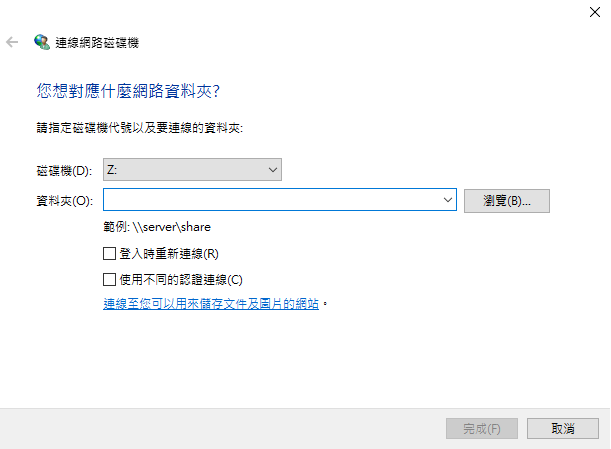 連線網路磁碟機
您想對應什麼網路資料夾?
請指定磁碟機代號以及要連線的資料夾:
磁碟機(D): Z:
資料夾(O): 瀏覽(B)...
範例: \\server\share
登入時重新連線(R)
使用不同的認證連線(C)
連線至您可以用來儲存文件及圖片的網站。
完成(F) 取消